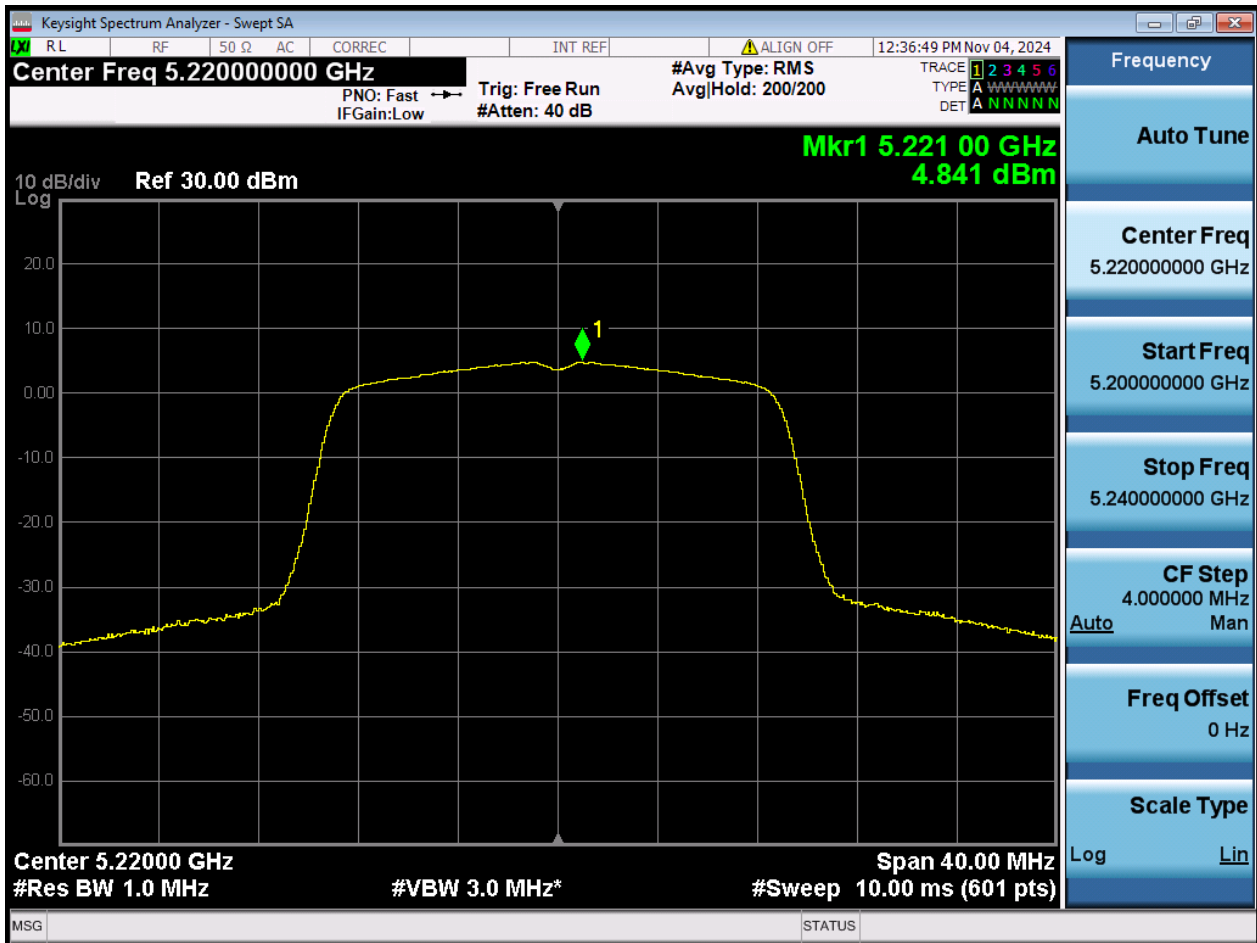 Keysight Spectrum Analyzer - Swept SA
LXI RL RF 50 Ω AC CORREC INT REF ALIGN OFF 12:36:49 PM Nov 04, 2024
Center Freq 5.220000000 GHz
PNO: Fast
IFGain:Low
Trig: Free Run
#Atten: 40 dB
#Avg Type: RMS
Avg|Hold: 200/200
TRACE 1 2 3 4 5 6
TYPE A WWWWW
DET A N N N N N
Mkr1 5.221 00 GHz
4.841 dBm
10 dB/div Ref 30.00 dBm
Log
20.0
10.0
1
0.00
-10.0
-20.0
-30.0
-40.0
-50.0
-60.0
Center 5.22000 GHz Span 40.00 MHz
#Res BW 1.0 MHz #VBW 3.0 MHz* #Sweep 10.00 ms (601 pts)
MSG STATUS
Frequency
Auto Tune
Center Freq
5.220000000 GHz
Start Freq
5.200000000 GHz
Stop Freq
5.240000000 GHz
CF Step
4.000000 MHz
Auto Man
Freq Offset
0 Hz
Scale Type
Log Lin